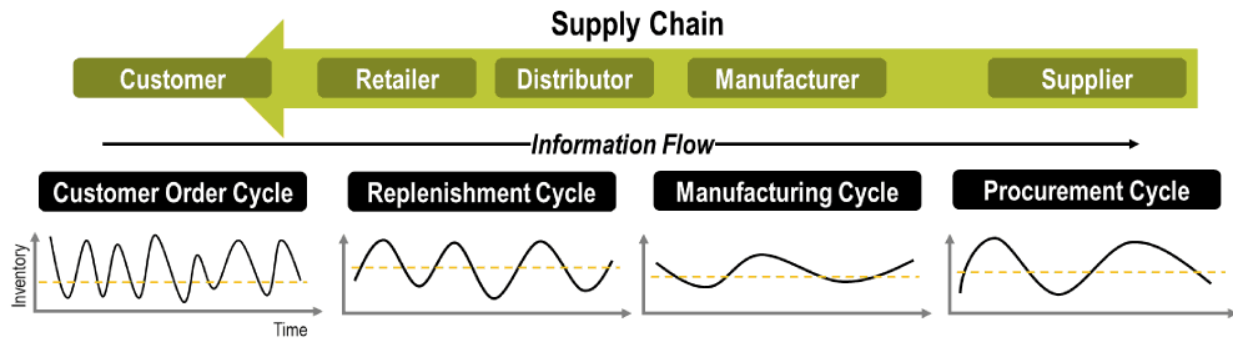 Supply Chain
Customer
Retailer
Distributor
Manufacturer
Supplier
Information Flow
Customer Order Cycle
Replenishment Cycle
Manufacturing Cycle
Procurement Cycle
Inventory
Time